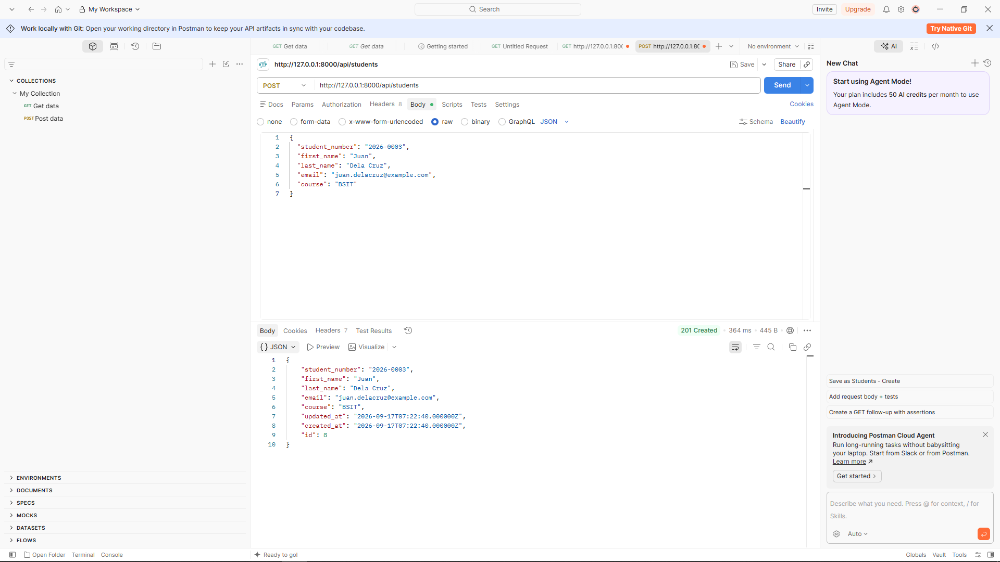 My Workspace
Search
Invite
Upgrade
Work locally with Git: Open your working directory in Postman to keep your API artifacts in sync with your codebase.
Try Native Git
COLLECTIONS
My Collection
GET Get data
POST Post data
ENVIRONMENTS
DOCUMENTS
SPECS
MOCKS
DATASETS
FLOWS
GET Get data
GET Get data
Getting started
GET Untitled Request
GET http://127.0.0.1:800
POST http://127.0.0.1:80
No environment
HTTP
http://127.0.0.1:8000/api/students
Save
Share
POST
http://127.0.0.1:8000/api/students
Send
Docs
Params
Authorization
Headers 8
Body
Scripts
Tests
Settings
Cookies
none
form-data
x-www-form-urlencoded
raw
binary
GraphQL
JSON
Schema
Beautify
1 {
2 "student_number": "2026-0003",
3 "first_name": "Juan",
4 "last_name": "Dela Cruz",
5 "email": "juan.delacruz@example.com",
6 "course": "BSIT"
7 }
Body
Cookies
Headers 7
Test Results
201 Created
364 ms
445 B
{} JSON
Preview
Visualize
1 {
2 "student_number": "2026-0003",
3 "first_name": "Juan",
4 "last_name": "Dela Cruz",
5 "email": "juan.delacruz@example.com",
6 "course": "BSIT",
7 "updated_at": "2026-09-17T07:22:40.000000Z",
8 "created_at": "2026-09-17T07:22:40.000000Z",
9 "id": 8
10 }
AI
New Chat
Start using Agent Mode!
Your plan includes 50 AI credits per month to use
Agent Mode.
Save as Students - Create
Add request body + tests
Create a GET follow-up with assertions
Introducing Postman Cloud Agent
Run long-running tasks without babysitting
your laptop. Start from Slack or from Postman.
Learn more
Get started
Describe what you need. Press @ for context, / for
Skills.
Auto
Open Folder
Terminal
Console
Ready to go!
Globals
Vault
Tools